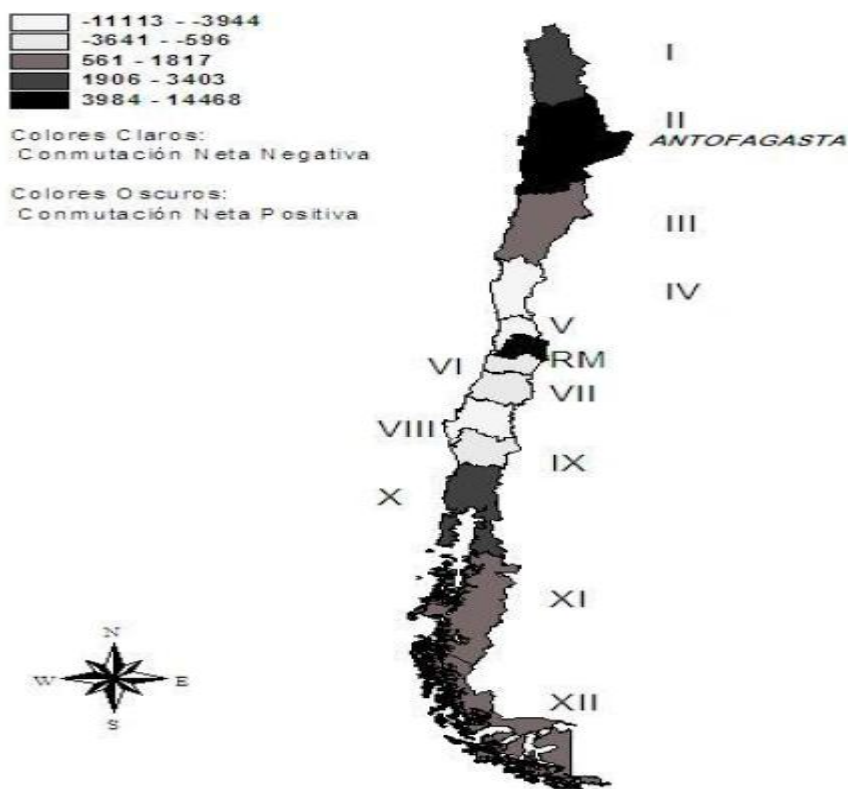 -11113 - -3944
-3641 - -596
561 - 1817
1906 - 3403
3984 - 14468
Colores Claros:
Conmutación Neta Negativa
Colores Oscuros:
Conmutación Neta Positiva
I
II
ANTOFAGASTA
III
IV
V
VI
RM
VII
VIII
IX
X
XI
XII
N
W
E
S